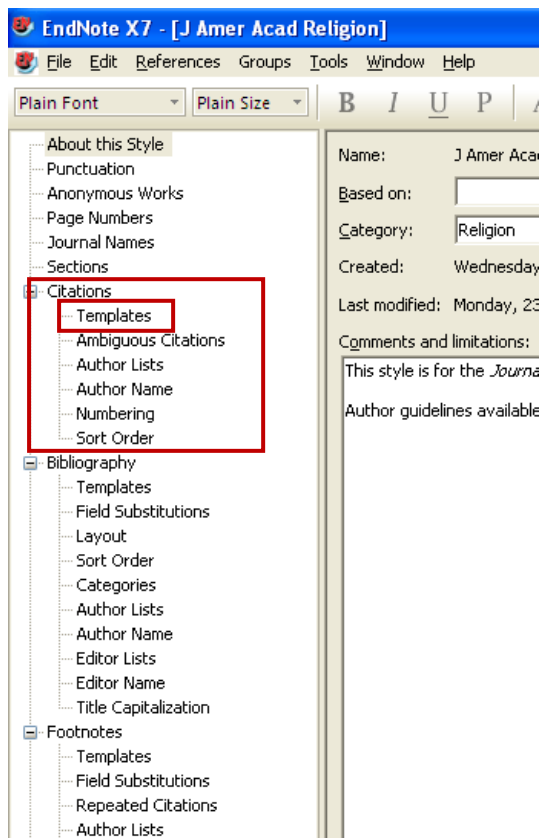 EndNote X7 - [J Amer Acad Religion]
File Edit References Groups Tools Window Help
Plain Font Plain Size B I U P
About this Style
Punctuation
Anonymous Works
Page Numbers
Journal Names
Sections
Citations
Templates
Ambiguous Citations
Author Lists
Author Name
Numbering
Sort Order
Bibliography
Templates
Field Substitutions
Layout
Sort Order
Categories
Author Lists
Author Name
Editor Lists
Editor Name
Title Capitalization
Footnotes
Templates
Field Substitutions
Repeated Citations
Author Lists
Name: J Amer Aca
Based on:
Category: Religion
Created: Wednesday
Last modified: Monday, 23
Comments and limitations:
This style is for the Journa
Author guidelines available